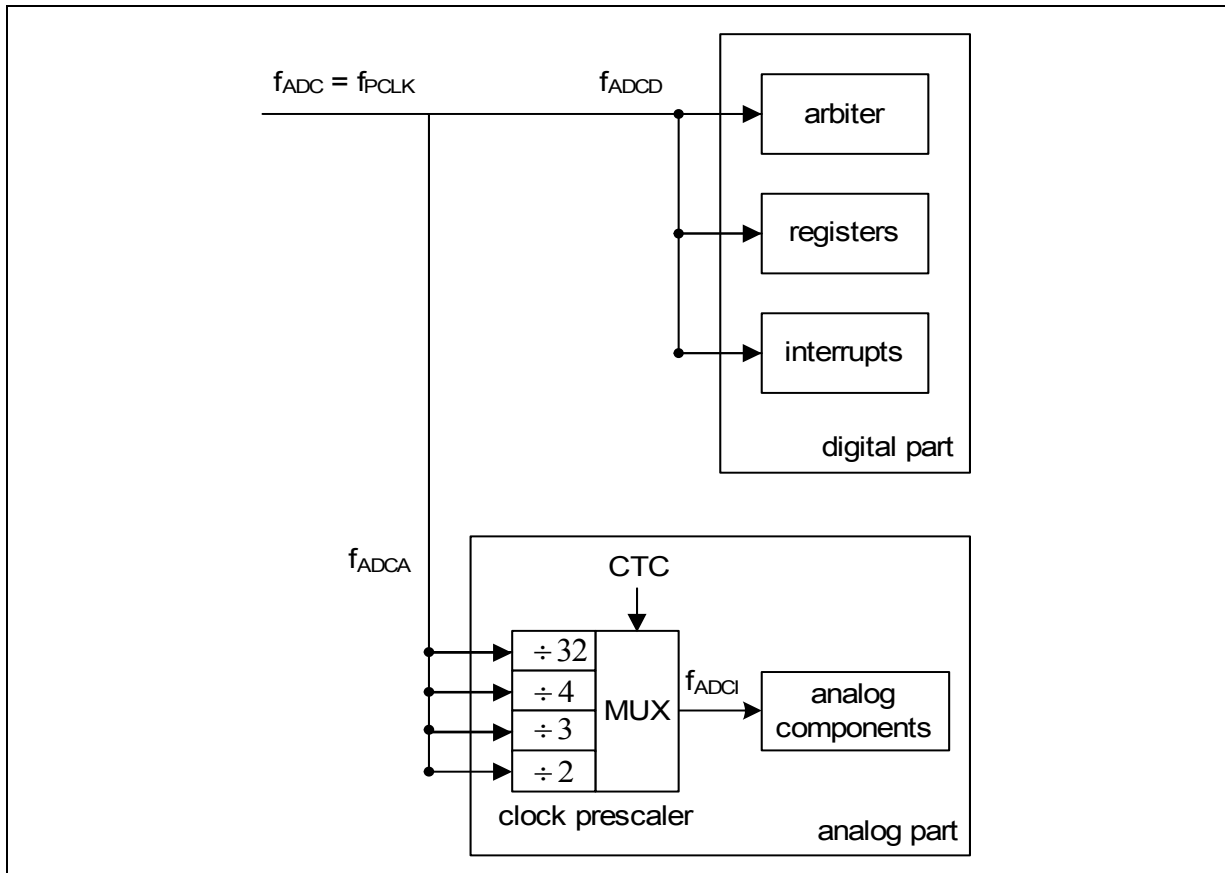 fADC = fPCLK
fADCD
arbiter
registers
interrupts
digital part
fADCA
CTC
÷ 32
÷ 4
÷ 3
÷ 2
MUX
fADCI
analog
components
clock prescaler
analog part